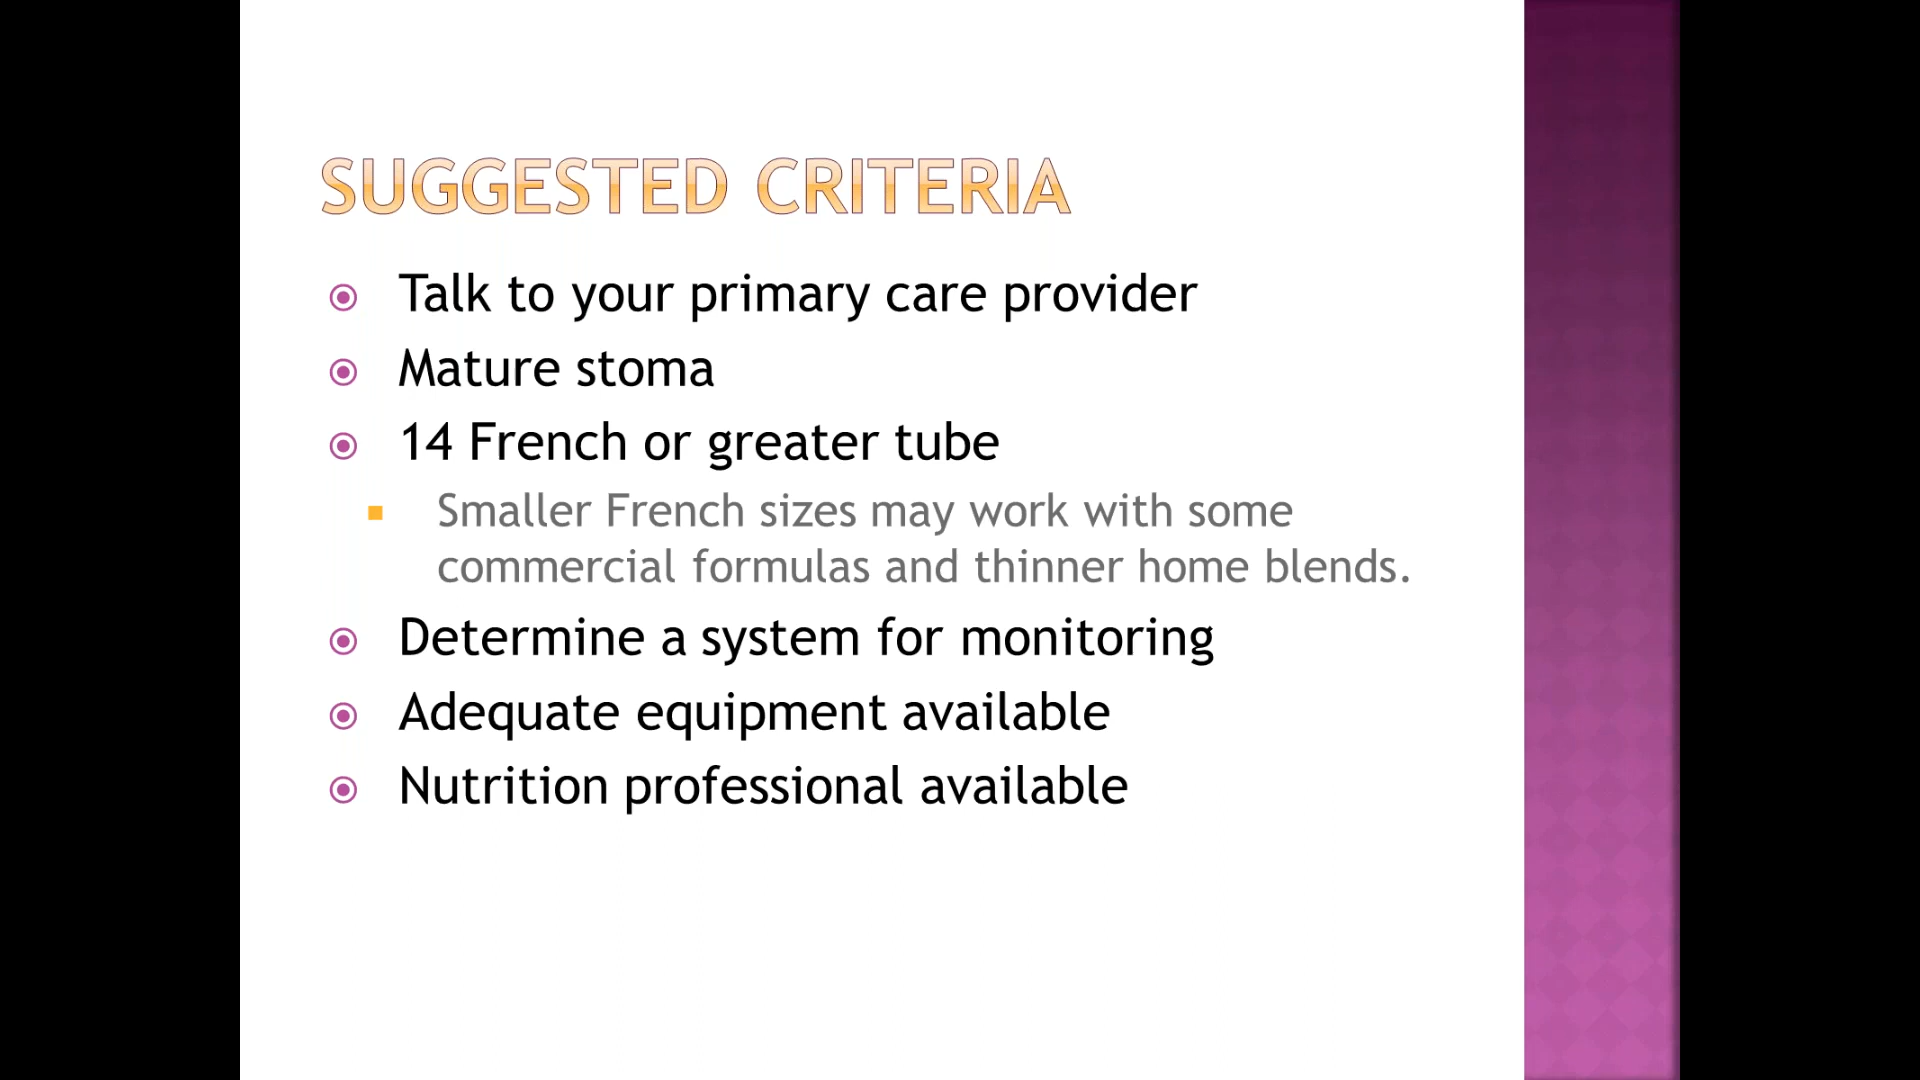 SUGGESTED CRITERIA
Talk to your primary care provider
Mature stoma
14 French or greater tube
Smaller French sizes may work with some
commercial formulas and thinner home blends.
Determine a system for monitoring
Adequate equipment available
Nutrition professional available